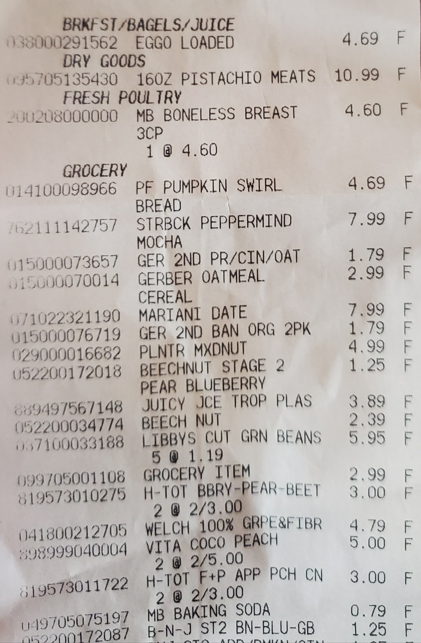 BRKFST/BAGELS/JUICE
038000291562 EGGO LOADED 4.69 F
DRY GOODS
095705135430 16OZ PISTACHIO MEATS 10.99 F
FRESH POULTRY
200208000000 MB BONELESS BREAST 4.60 F
3CP
1 @ 4.60
GROCERY
014100098966 PF PUMPKIN SWIRL 4.69 F
BREAD
762111142757 STRBCK PEPPERMIND 7.99 F
MOCHA
015000073657 GER 2ND PR/CIN/OAT 1.79 F
015000070014 GERBER OATMEAL 2.99 F
CEREAL
071022321190 MARIANI DATE 7.99 F
015000076719 GER 2ND BAN ORG 2PK 1.79 F
029000016682 PLNTR MXDNUT 4.99 F
052200172018 BEECHNUT STAGE 2 1.25 F
PEAR BLUEBERRY
889497567148 JUICY JCE TROP PLAS 3.89 F
052200034774 BEECH NUT 2.39 F
037100033188 LIBBYS CUT GRN BEANS 5.95 F
5 @ 1.19
099705001108 GROCERY ITEM 2.99 F
819573010275 H-TOT BBRY-PEAR-BEET 3.00 F
2 @ 2/3.00
041800212705 WELCH 100% GRPE&FIBR 4.79 F
898999040004 VITA COCO PEACH 5.00 F
2 @ 2/5.00
819573011722 H-TOT F+P APP PCH CN 3.00 F
2 @ 2/3.00
049705075197 MB BAKING SODA 0.79 F
052200172087 B-N-J ST2 BN-BLU-GB 1.25 F